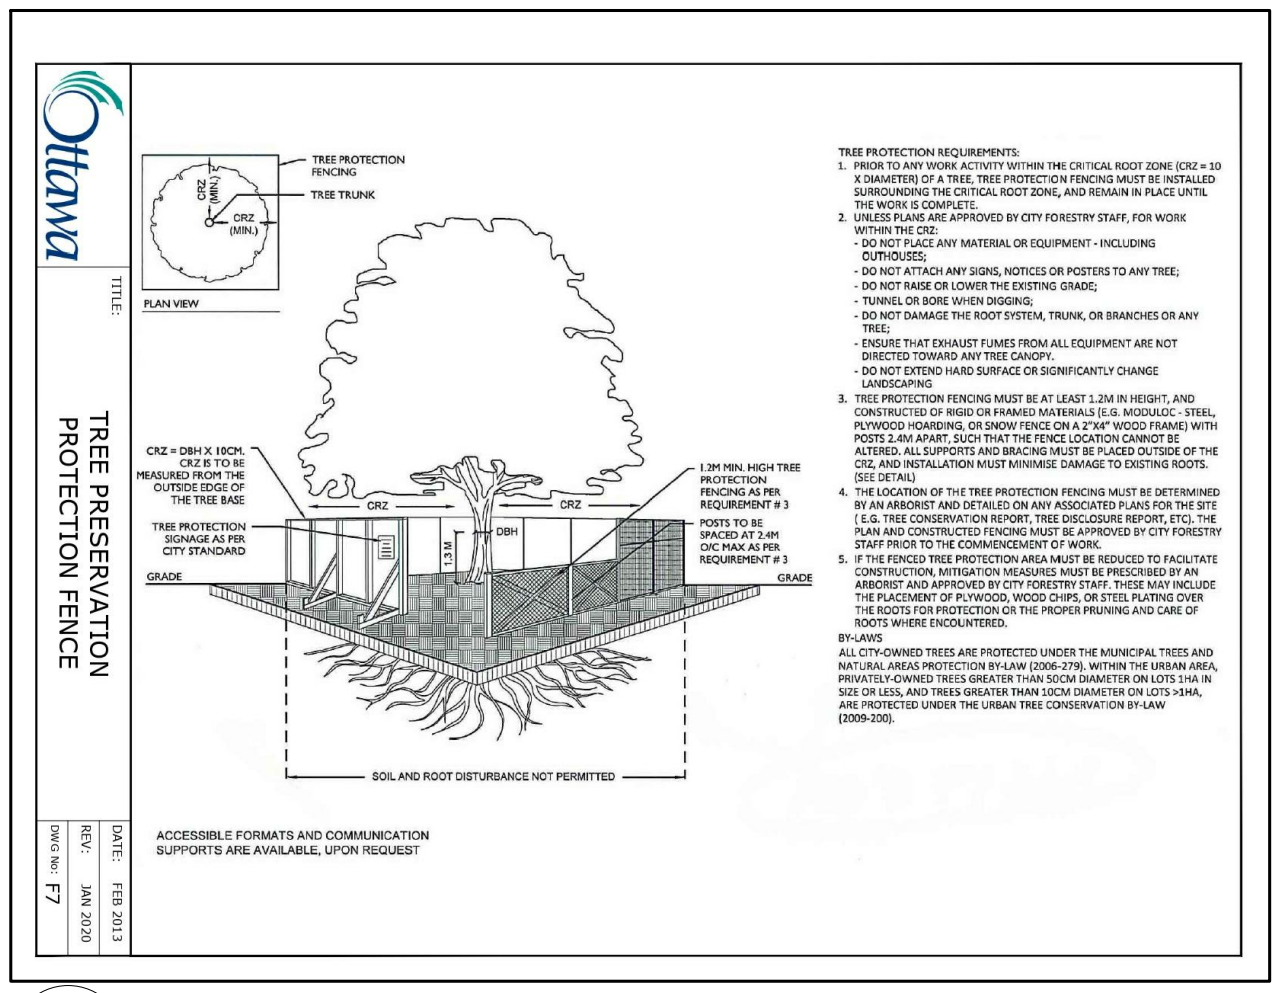 Ottawa
TITLE:
TREE PRESERVATION
PROTECTION FENCE
DATE: FEB 2013
REV: JAN 2020
DWG No: F7
TREE PROTECTION
FENCING
TREE TRUNK
CRZ
(MIN.)
CRZ
(MIN.)
PLAN VIEW
CRZ = DBH X 10CM.
CRZ IS TO BE
MEASURED FROM THE
OUTSIDE EDGE OF
THE TREE BASE
TREE PROTECTION
SIGNAGE AS PER
CITY STANDARD
GRADE
CRZ
CRZ
DBH
1.3 M
1.2M MIN. HIGH TREE
PROTECTION
FENCING AS PER
REQUIREMENT # 3
POSTS TO BE
SPACED AT 2.4M
O/C MAX AS PER
REQUIREMENT # 3
GRADE
SOIL AND ROOT DISTURBANCE NOT PERMITTED
ACCESSIBLE FORMATS AND COMMUNICATION
SUPPORTS ARE AVAILABLE, UPON REQUEST
TREE PROTECTION REQUIREMENTS:
1. PRIOR TO ANY WORK ACTIVITY WITHIN THE CRITICAL ROOT ZONE (CRZ = 10
X DIAMETER) OF A TREE, TREE PROTECTION FENCING MUST BE INSTALLED
SURROUNDING THE CRITICAL ROOT ZONE, AND REMAIN IN PLACE UNTIL
THE WORK IS COMPLETE.
2. UNLESS PLANS ARE APPROVED BY CITY FORESTRY STAFF, FOR WORK
WITHIN THE CRZ:
- DO NOT PLACE ANY MATERIAL OR EQUIPMENT - INCLUDING
OUTHOUSES;
- DO NOT ATTACH ANY SIGNS, NOTICES OR POSTERS TO ANY TREE;
- DO NOT RAISE OR LOWER THE EXISTING GRADE;
- TUNNEL OR BORE WHEN DIGGING;
- DO NOT DAMAGE THE ROOT SYSTEM, TRUNK, OR BRANCHES OR ANY
TREE;
- ENSURE THAT EXHAUST FUMES FROM ALL EQUIPMENT ARE NOT
DIRECTED TOWARD ANY TREE CANOPY.
- DO NOT EXTEND HARD SURFACE OR SIGNIFICANTLY CHANGE
LANDSCAPING
3. TREE PROTECTION FENCING MUST BE AT LEAST 1.2M IN HEIGHT, AND
CONSTRUCTED OF RIGID OR FRAMED MATERIALS (E.G. MODULOC - STEEL,
PLYWOOD HOARDING, OR SNOW FENCE ON A 2"X4" WOOD FRAME) WITH
POSTS 2.4M APART, SUCH THAT THE FENCE LOCATION CANNOT BE
ALTERED. ALL SUPPORTS AND BRACING MUST BE PLACED OUTSIDE OF THE
CRZ, AND INSTALLATION MUST MINIMISE DAMAGE TO EXISTING ROOTS.
(SEE DETAIL)
4. THE LOCATION OF THE TREE PROTECTION FENCING MUST BE DETERMINED
BY AN ARBORIST AND DETAILED ON ANY ASSOCIATED PLANS FOR THE SITE
( E.G. TREE CONSERVATION REPORT, TREE DISCLOSURE REPORT, ETC). THE
PLAN AND CONSTRUCTED FENCING MUST BE APPROVED BY CITY FORESTRY
STAFF PRIOR TO THE COMMENCEMENT OF WORK.
5. IF THE FENCED TREE PROTECTION AREA MUST BE REDUCED TO FACILITATE
CONSTRUCTION, MITIGATION MEASURES MUST BE PRESCRIBED BY AN
ARBORIST AND APPROVED BY CITY FORESTRY STAFF. THESE MAY INCLUDE
THE PLACEMENT OF PLYWOOD, WOOD CHIPS, OR STEEL PLATING OVER
THE ROOTS FOR PROTECTION OR THE PROPER PRUNING AND CARE OF
ROOTS WHERE ENCOUNTERED.
BY-LAWS
ALL CITY-OWNED TREES ARE PROTECTED UNDER THE MUNICIPAL TREES AND
NATURAL AREAS PROTECTION BY-LAW (2006-279). WITHIN THE URBAN AREA,
PRIVATELY-OWNED TREES GREATER THAN 50CM DIAMETER ON LOTS 1HA IN
SIZE OR LESS, AND TREES GREATER THAN 10CM DIAMETER ON LOTS >1HA,
ARE PROTECTED UNDER THE URBAN TREE CONSERVATION BY-LAW
(2009-200).